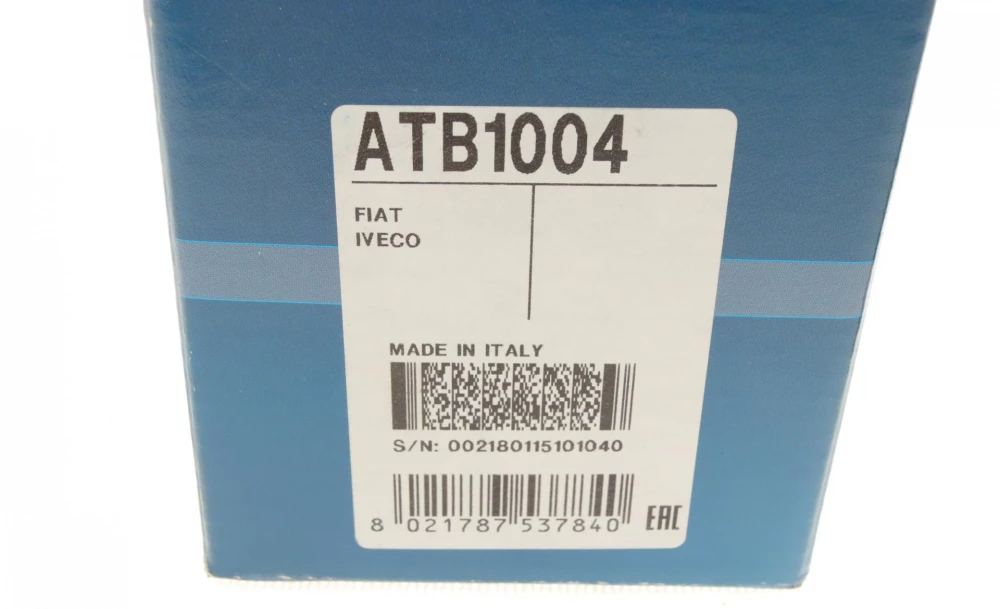 ATB1004
FIAT
IVECO
MADE IN ITALY
S/N: 002180115101040
8 021787 537840
EAC